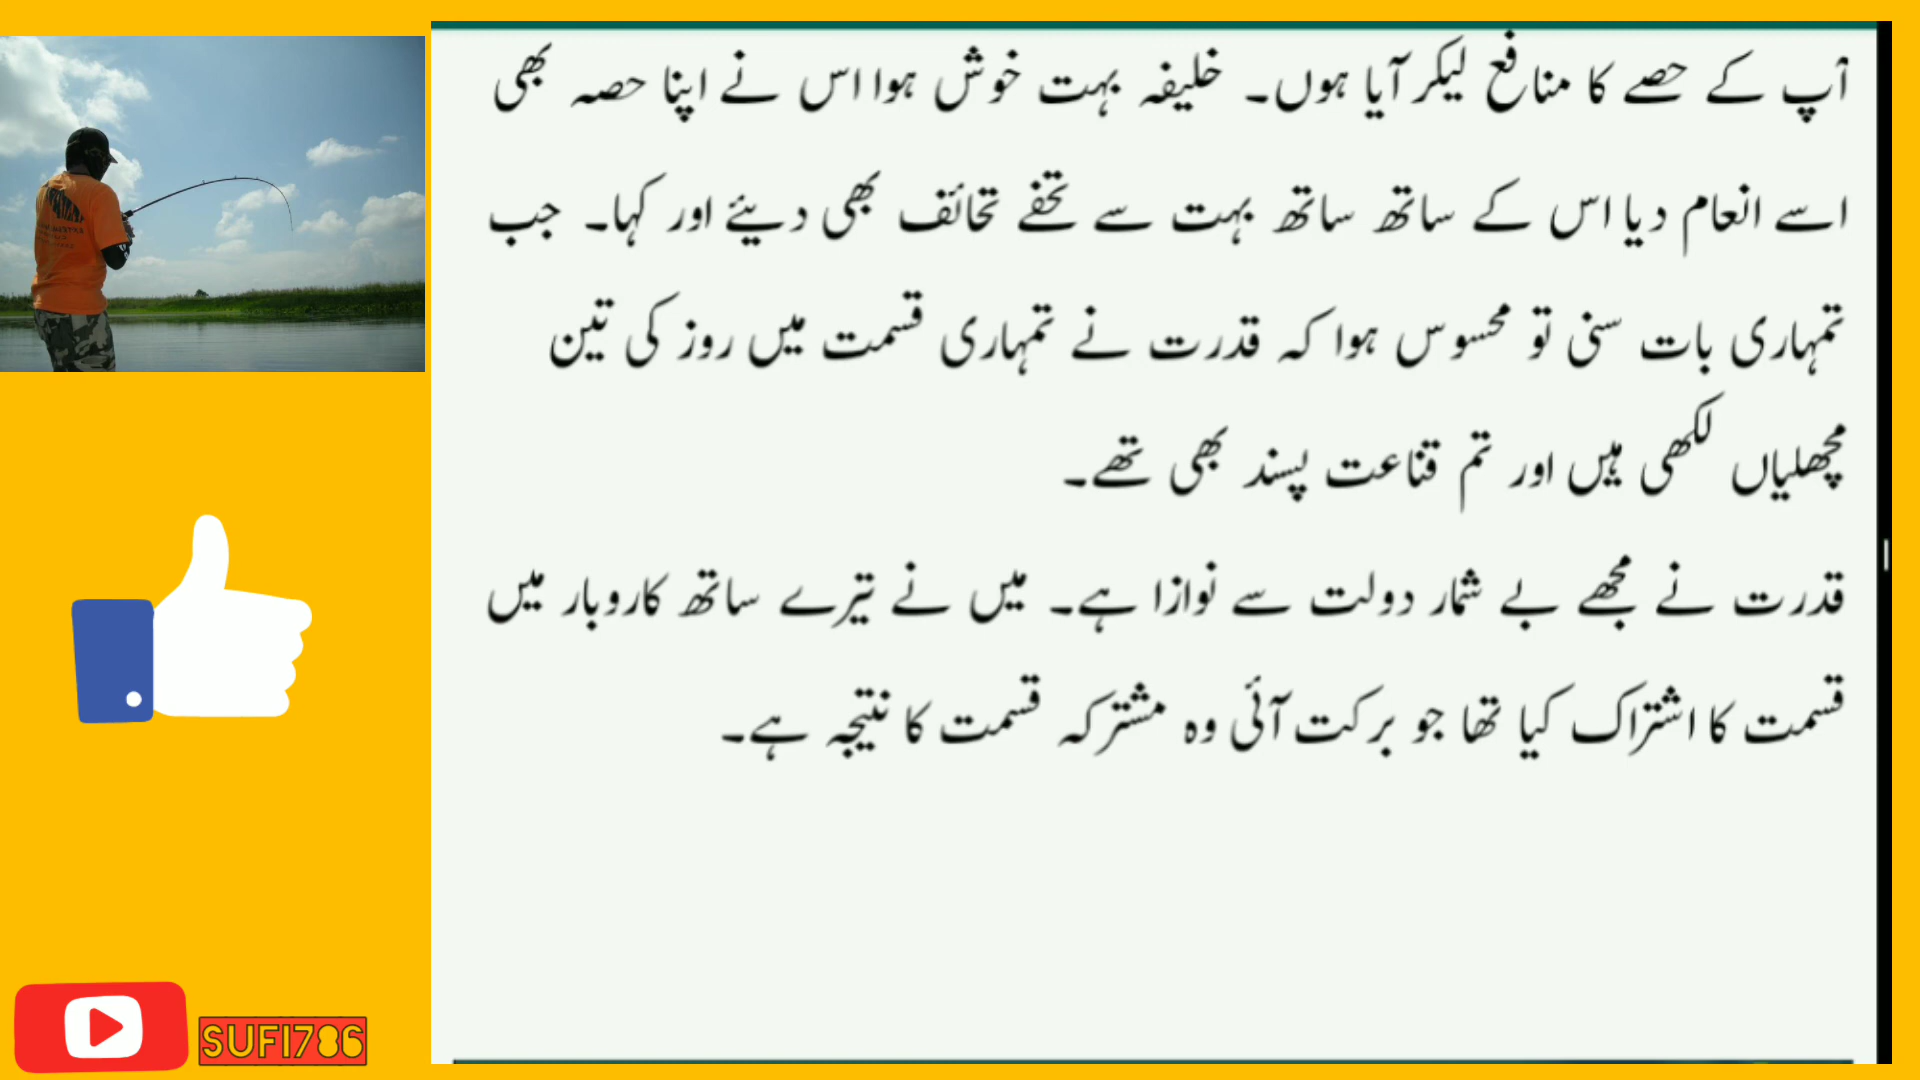 آپ کے حصے کا منافع لیکر آیا ہوں۔ خلیفہ بہت خوش ہوا اس نے اپنا حصہ بھی
اسے انعام دیا اس کے ساتھ ساتھ بہت سے تحفے تحائف بھی دیئے اور کہا۔ جب
تمہاری بات سنی تو محسوس ہوا کہ قدرت نے تمہاری قسمت میں روز کی تین
مچھلیاں لکھی ہیں اور تم قناعت پسند بھی تھے۔
قدرت نے مجھے بے شمار دولت سے نوازا ہے۔ میں نے تیرے ساتھ کاروبار میں
قسمت کا اشتراک کیا تھا جو برکت آئی وہ مشترکہ قسمت کا نتیجہ ہے۔
SUFI786